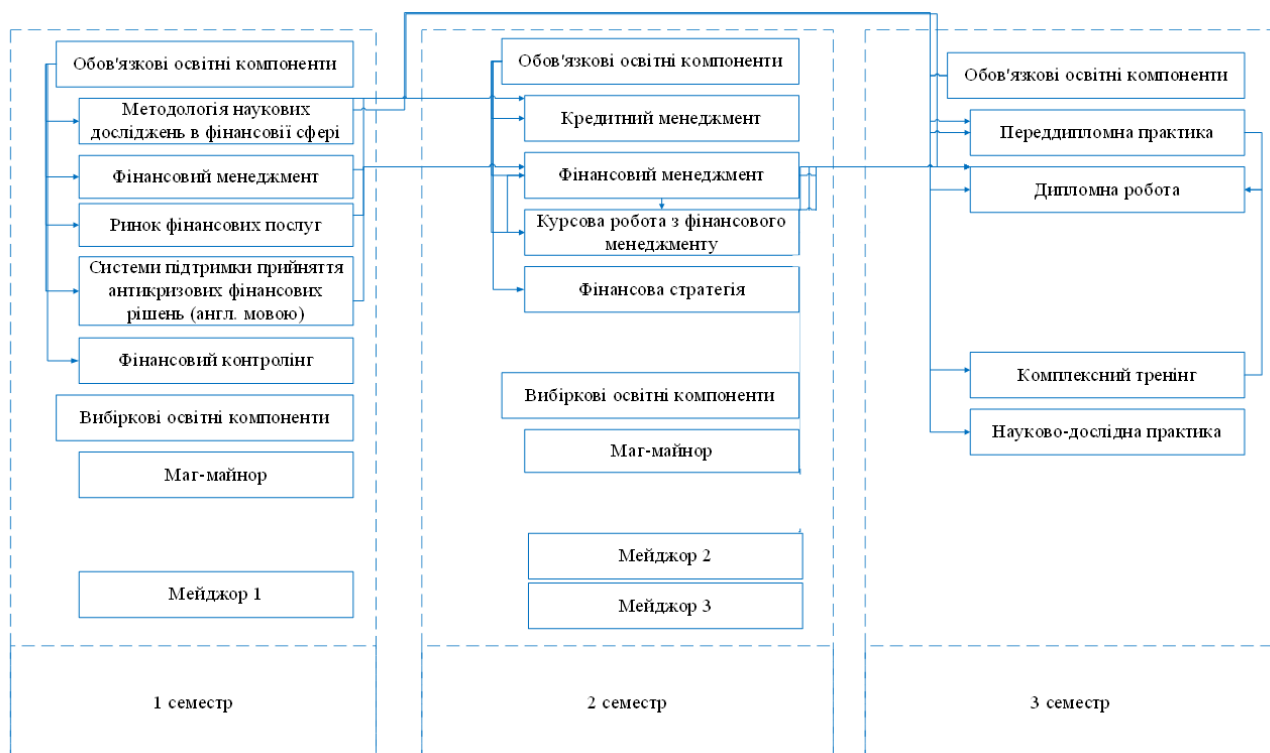 Обов'язкові освітні компоненти
Методологія наукових
досліджень в фінансовії сфері
Фінансовий менеджмент
Ринок фінансових послуг
Системи підтримки прийняття
антикризових фінансових
рішень (англ. мовою)
Фінансовий контролінг
Вибіркові освітні компоненти
Маг-майнор
Мейджор 1
1 семестр
Обов'язкові освітні компоненти
Кредитний менеджмент
Фінансовий менеджмент
Курсова робота з фінансового
менеджменту
Фінансова стратегія
Вибіркові освітні компоненти
Маг-майнор
Мейджор 2
Мейджор 3
2 семестр
Обов'язкові освітні компоненти
Переддипломна практика
Дипломна робота
Комплексний тренінг
Науково-дослідна практика
3 семестр